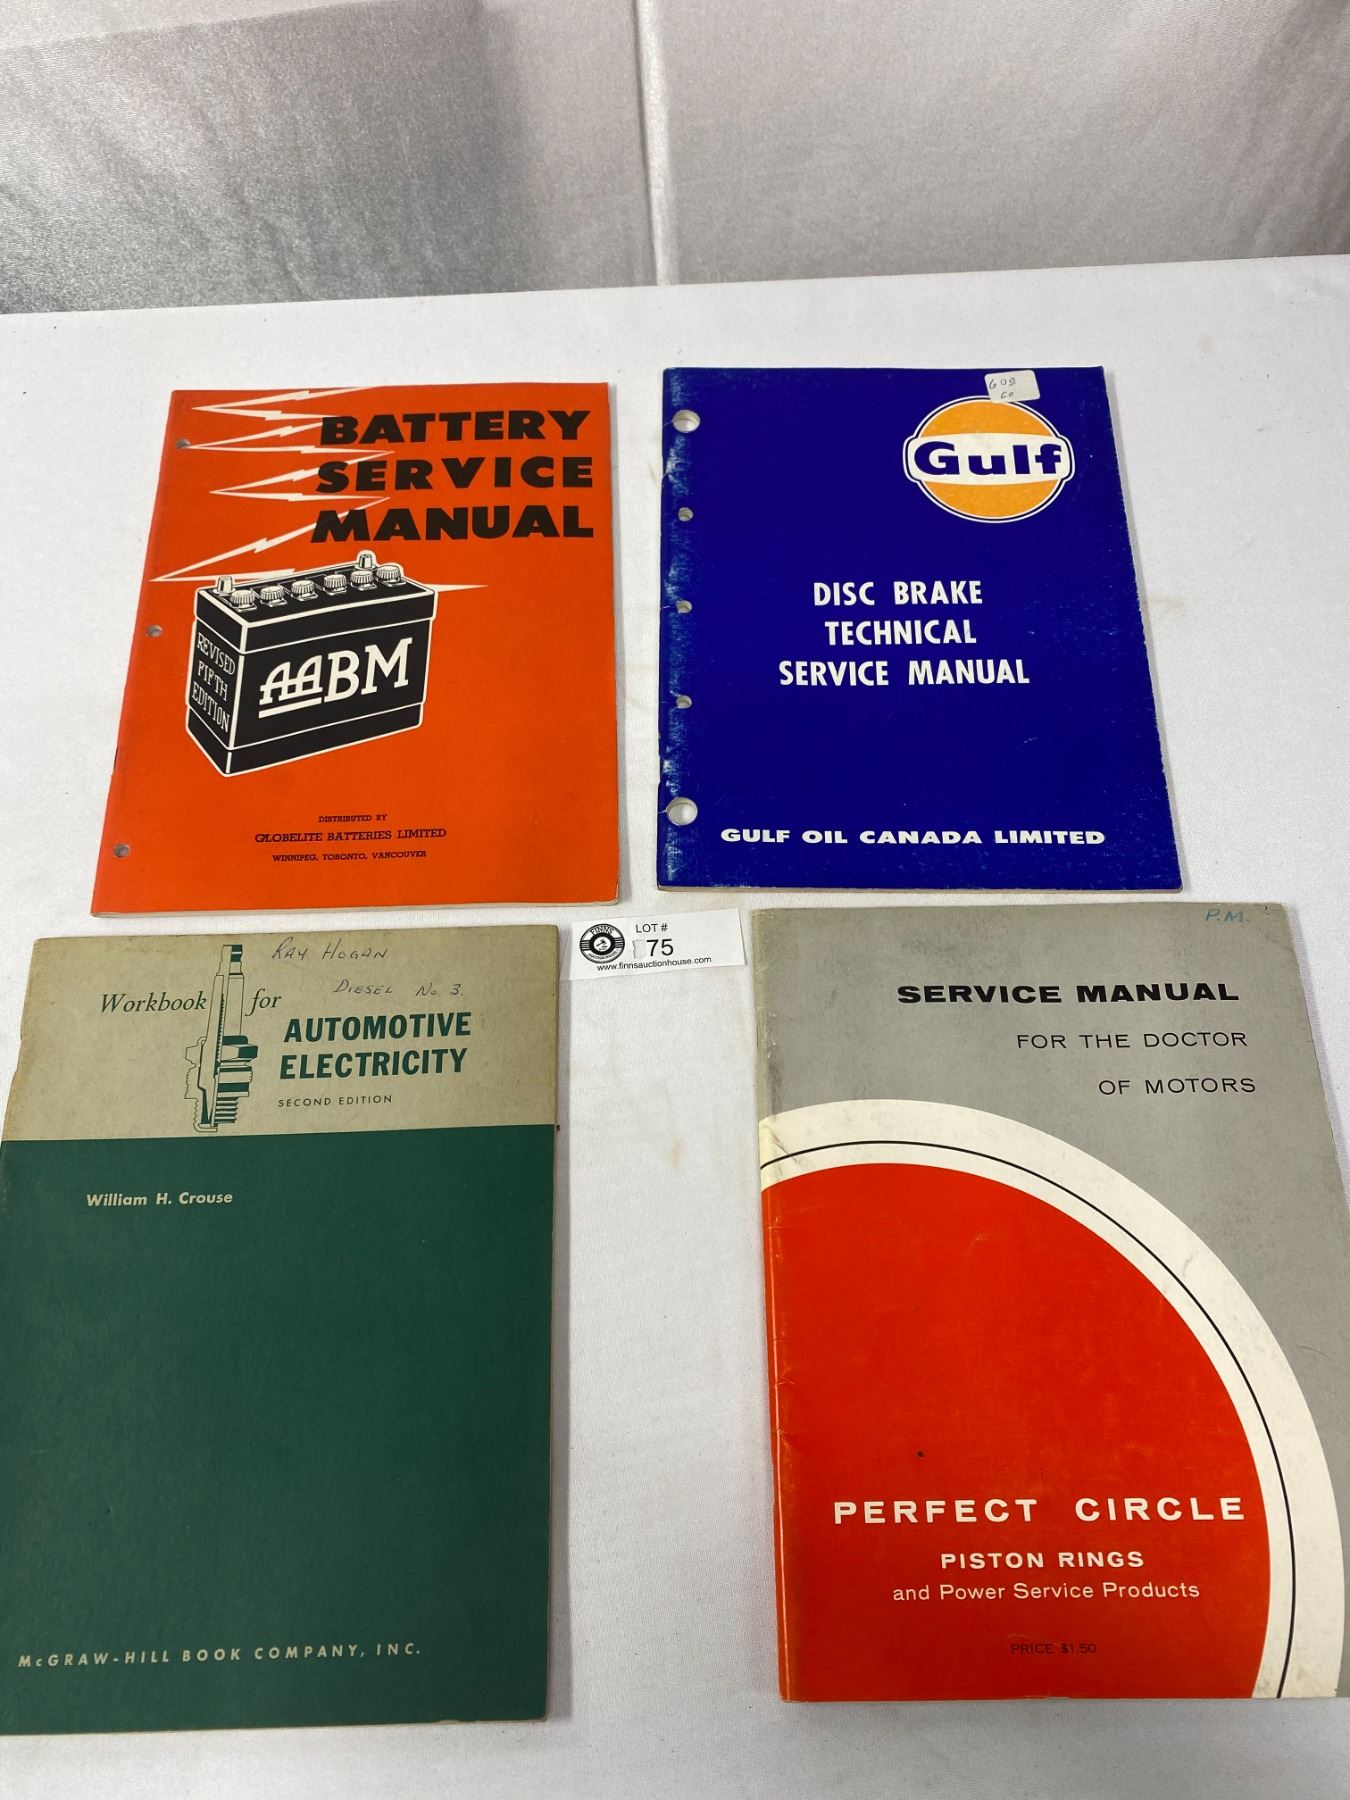 BATTERY
SERVICE
MANUAL
REVISED
FIFTH
EDITION
AABM
DISTRIBUTED BY
GLOBELITE BATTERIES LIMITED
WINNIPEG, TORONTO, VANCOUVER
Gulf
DISC BRAKE
TECHNICAL
SERVICE MANUAL
GULF OIL CANADA LIMITED
LOT #
75
FINNS
www.finnsauctionhouse.com
RAY HOGAN
DIESEL No. 3.
Workbook for
AUTOMOTIVE
ELECTRICITY
SECOND EDITION
William H. Crouse
McGRAW-HILL BOOK COMPANY, INC.
P.M.
SERVICE MANUAL
FOR THE DOCTOR
OF MOTORS
PERFECT CIRCLE
PISTON RINGS
and Power Service Products
PRICE $1.50